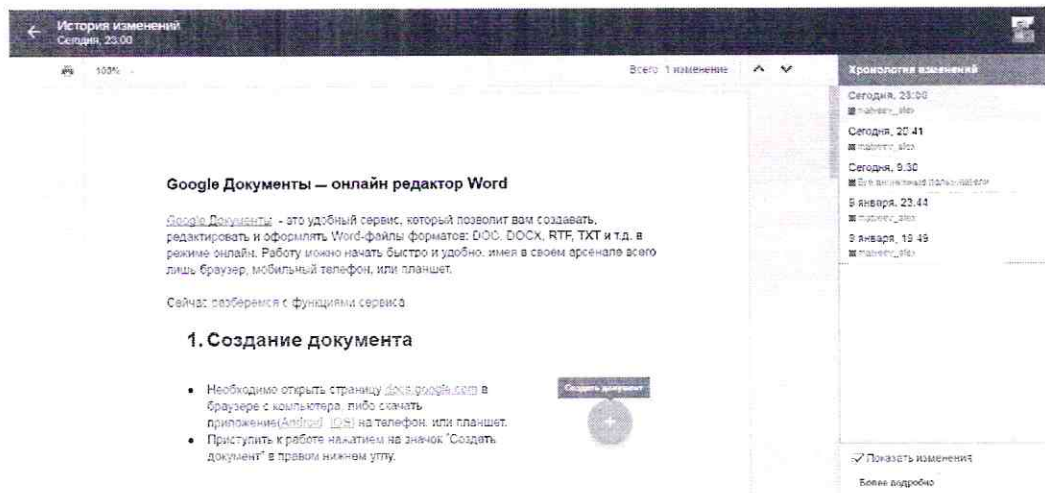 История изменений
Сегодня, 23:00
100%
Всего: 1 изменение
Хронология изменений
Сегодня, 23:00
matveev_alex
Сегодня, 20:41
matveev_alex
Сегодня, 9:30
Все анонимные пользователи
9 января, 23:44
matveev_alex
9 января, 19:49
matveev_alex
Google Документы — онлайн редактор Word
Google Документы - это удобный сервис, который позволит вам создавать,
редактировать и оформлять Word-файлы форматов: DOC, DOCX, RTF, TXT и т.д. в
режиме онлайн. Работу можно начать быстро и удобно, имея в своем арсенале всего
лишь браузер, мобильный телефон, или планшет.
Сейчас разберемся с функциями сервиса
1. Создание документа
• Необходимо открыть страницу docs.google.com в
браузере с компьютера, либо скачать
приложение(Android, IOS) на телефон, или планшет.
• Приступить к работе нажатием на значок "Создать
документ" в правом нижнем углу.
Создать документ
Показать изменения
Более подробно